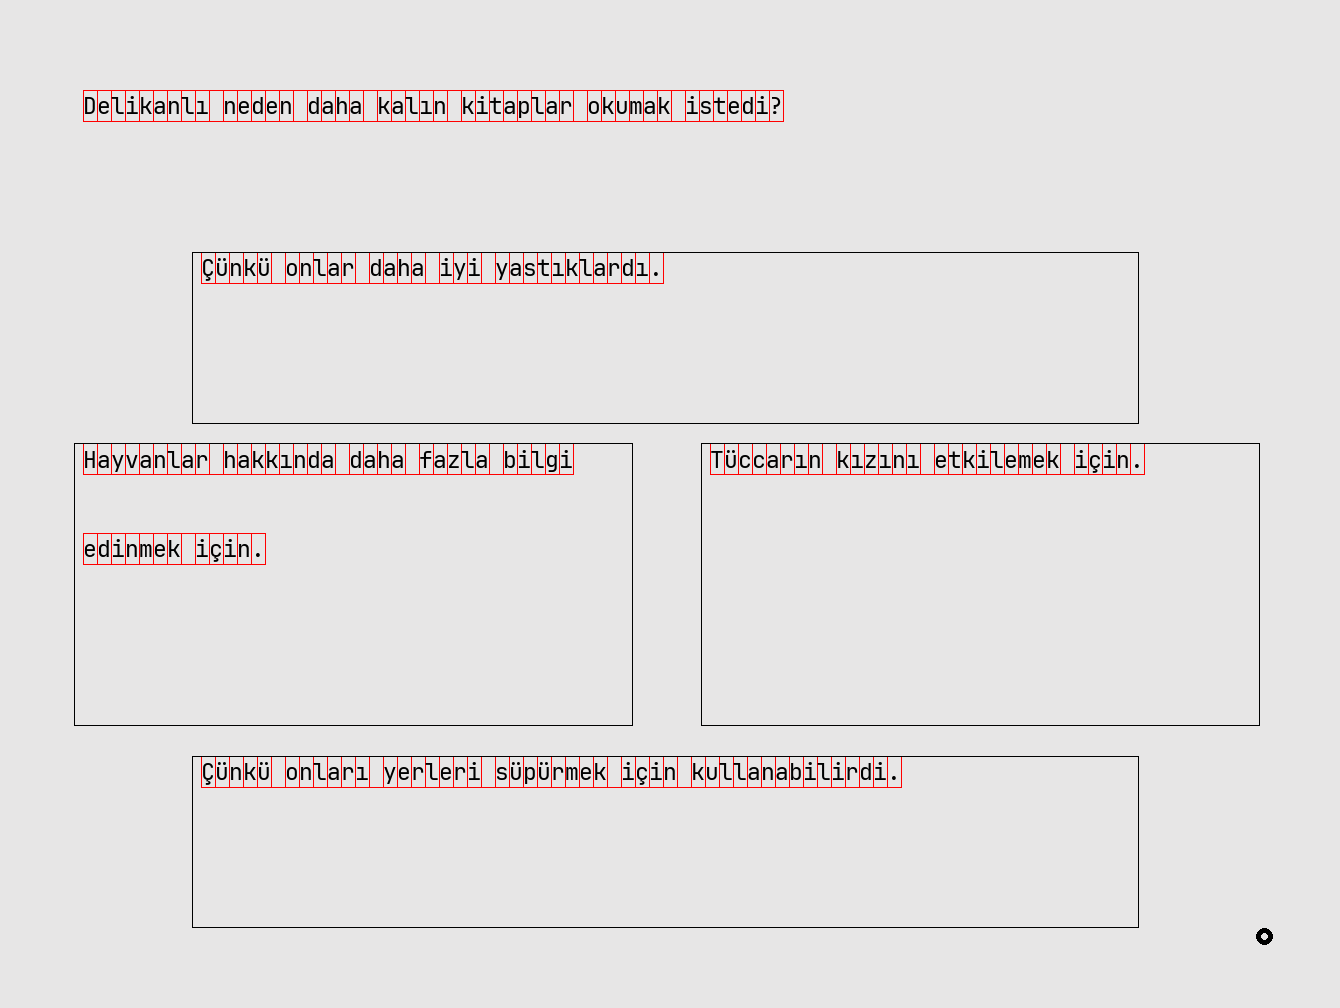 Delikanlı neden daha kalın kitaplar okumak istedi?
Çünkü onlar daha iyi yastıklardı.
Hayvanlar hakkında daha fazla bilgi
edinmek için.
Tüccarın kızını etkilemek için.
Çünkü onları yerleri süpürmek için kullanabilirdi.